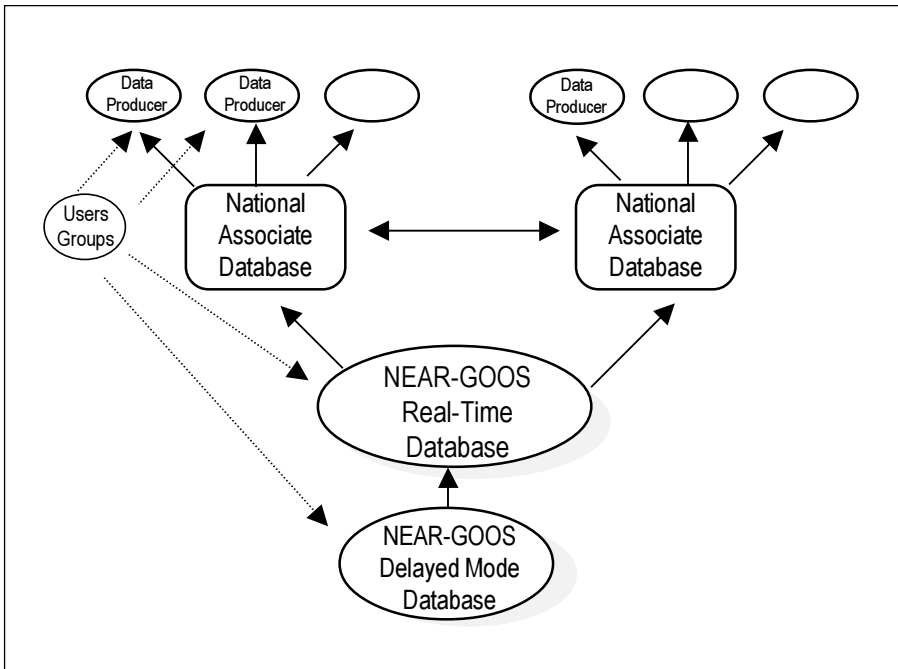 Data
Producer
Data
Producer
Data
Producer
Users
Groups
National
Associate
Database
National
Associate
Database
NEAR-GOOS
Real-Time
Database
NEAR-GOOS
Delayed Mode
Database